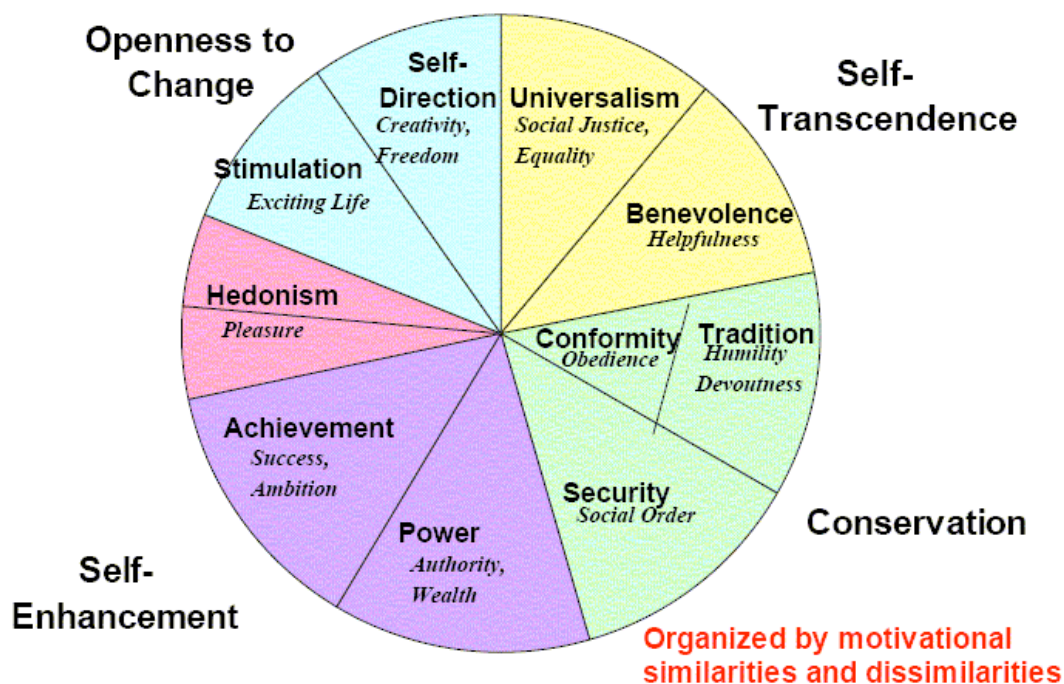 Openness to
Change
Self-
Direction
Creativity,
Freedom
Universalism
Social Justice,
Equality
Self-
Transcendence
Stimulation
Exciting Life
Benevolence
Helpfulness
Hedonism
Pleasure
Conformity
Obedience
Tradition
Humility
Devoutness
Achievement
Success,
Ambition
Security
Social Order
Power
Authority,
Wealth
Conservation
Self-
Enhancement
Organized by motivational
similarities and dissimilarities